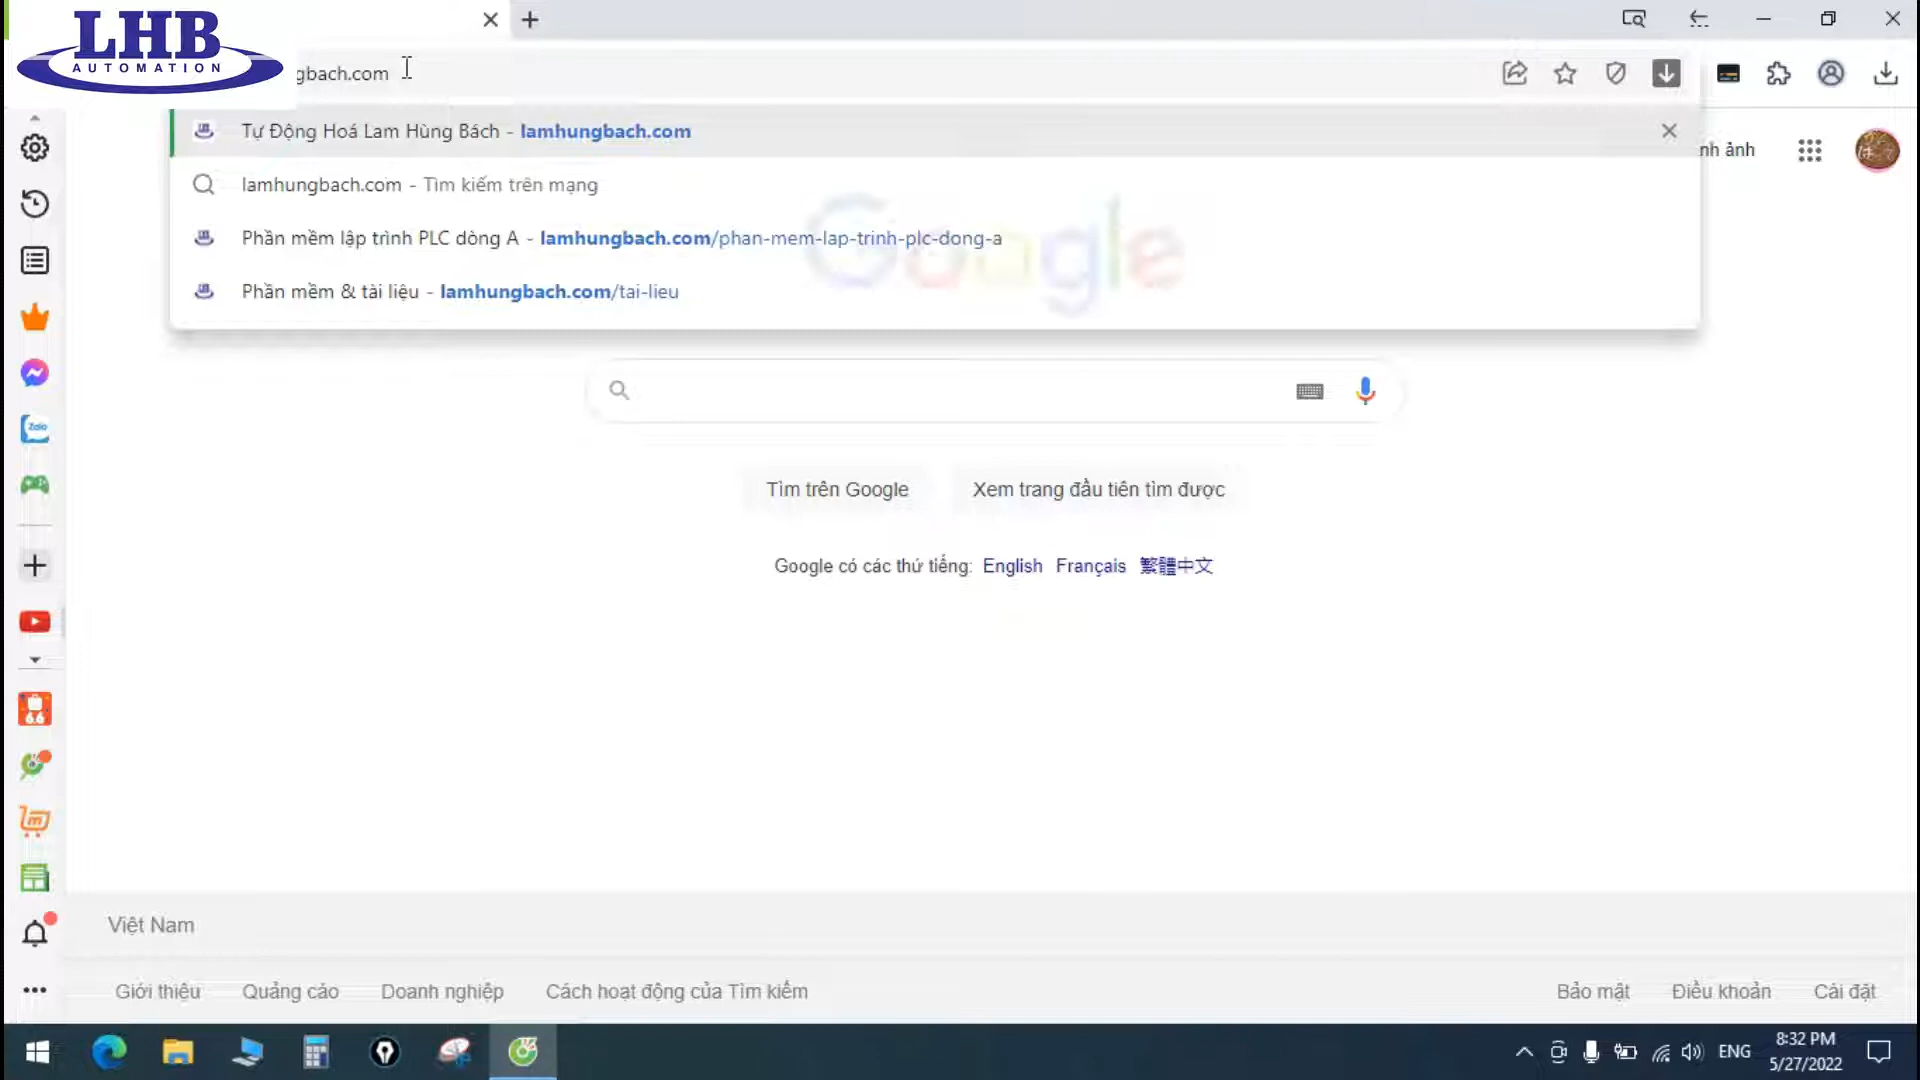 LHB
AUTOMATION
gbach.com
Tự Động Hoá Lam Hùng Bách - lamhungbach.com
lamhungbach.com - Tìm kiếm trên mạng
Phần mềm lập trình PLC dòng A - lamhungbach.com/phan-mem-lap-trinh-plc-dong-a
Phần mềm & tài liệu - lamhungbach.com/tai-lieu
nh ảnh
Google
Zalo
6.6
Tìm trên Google
Xem trang đầu tiên tìm được
Google có các thứ tiếng: English Français 繁體中文
Việt Nam
Giới thiệu Quảng cáo Doanh nghiệp Cách hoạt động của Tìm kiếm
Bảo mật Điều khoản Cài đặt
ENG
8:32 PM
5/27/2022